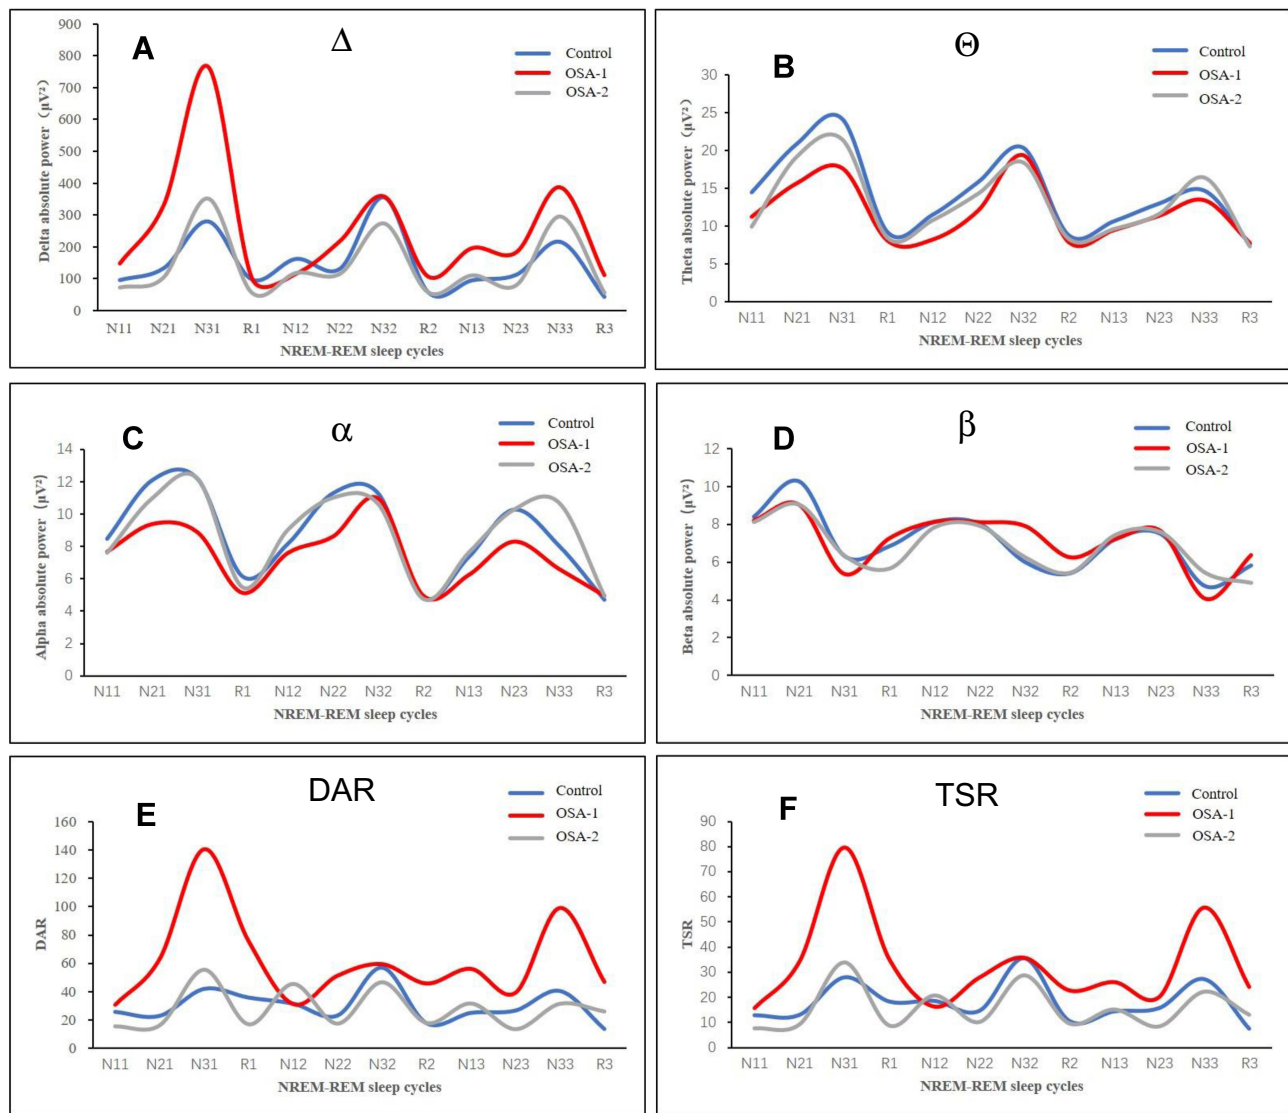 A
Δ
Control
OSA-1
OSA-2
Delta absolute power（μV²）
900
800
700
600
500
400
300
200
100
0
N11 N21 N31 R1 N12 N22 N32 R2 N13 N23 N33 R3
NREM-REM sleep cycles
B
Θ
Control
OSA-1
OSA-2
Theta absolute power（μV²）
30
25
20
15
10
5
0
N11 N21 N31 R1 N12 N22 N32 R2 N13 N23 N33 R3
NREM-REM sleep cycles
C
α
Control
OSA-1
OSA-2
Alpha absolute power（μV²）
14
12
10
8
6
4
2
0
N11 N21 N31 R1 N12 N22 N32 R2 N13 N23 N33 R3
NREM-REM sleep cycles
D
β
Control
OSA-1
OSA-2
Beta absolute power（μV²）
12
10
8
6
4
2
0
N11 N21 N31 R1 N12 N22 N32 R2 N13 N23 N33 R3
NREM-REM sleep cycles
E
DAR
Control
OSA-1
OSA-2
DAR
160
140
120
100
80
60
40
20
0
N11 N21 N31 R1 N12 N22 N32 R2 N13 N23 N33 R3
NREM-REM sleep cycles
F
TSR
Control
OSA-1
OSA-2
TSR
90
80
70
60
50
40
30
20
10
0
N11 N21 N31 R1 N12 N22 N32 R2 N13 N23 N33 R3
NREM-REM sleep cycles